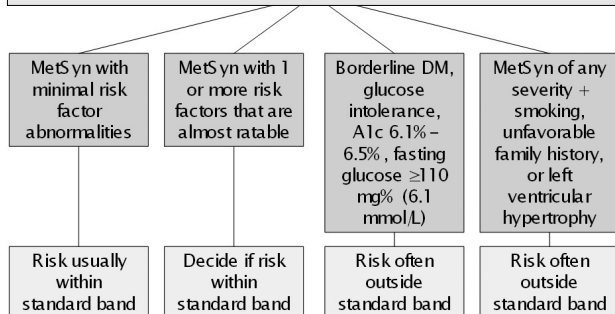 MetSyn with
minimal risk
factor
abnormalities
MetSyn with 1
or more risk
factors that are
almost ratable
Borderline DM,
glucose
intolerance,
A1c 6.1%–
6.5%, fasting
glucose ≥110
mg% (6.1
mmol/L)
MetSyn of any
severity +
smoking,
unfavorable
family history,
or left
ventricular
hypertrophy
Risk usually
within
standard band
Decide if risk
within
standard band
Risk often
outside
standard band
Risk often
outside
standard band